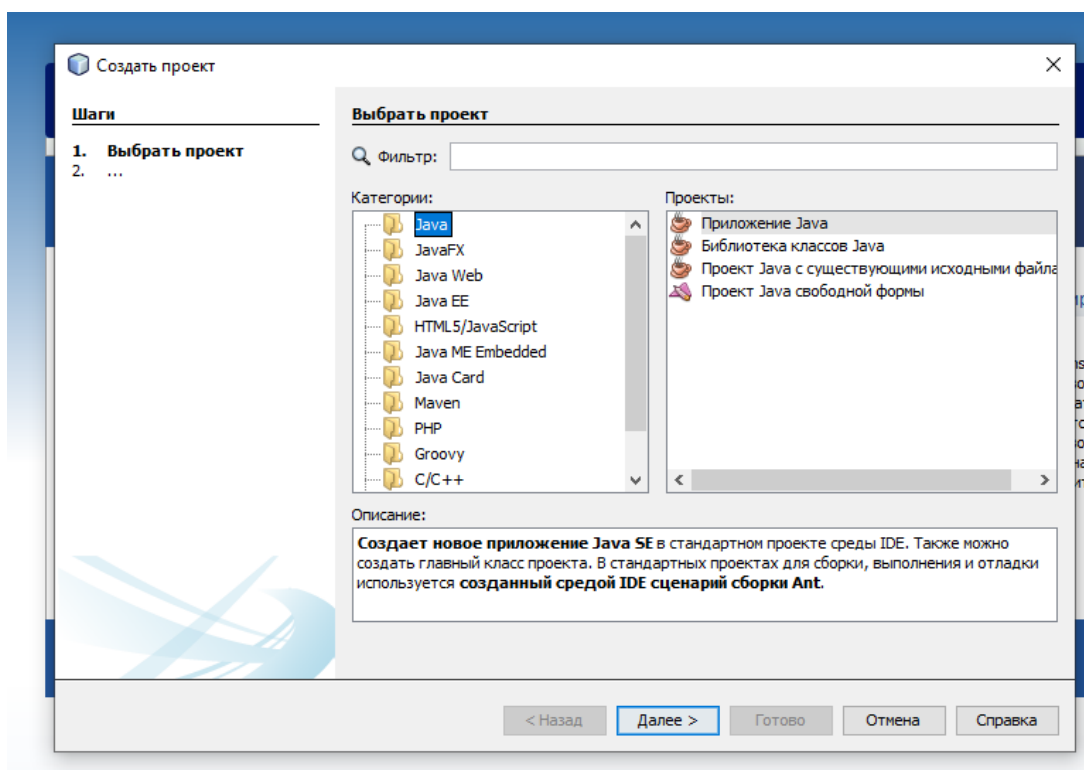 Создать проект
Шаги
1. Выбрать проект
2. ...
Выбрать проект
Фильтр:
Категории:
Java
JavaFX
Java Web
Java EE
HTML5/JavaScript
Java ME Embedded
Java Card
Maven
PHP
Groovy
C/C++
Проекты:
Приложение Java
Библиотека классов Java
Проект Java с существующими исходными файла
Проект Java свободной формы
Описание:
Создает новое приложение Java SE в стандартном проекте среды IDE. Также можно
создать главный класс проекта. В стандартных проектах для сборки, выполнения и отладки
используется созданный средой IDE сценарий сборки Ant.
< Назад
Далее >
Готово
Отмена
Справка